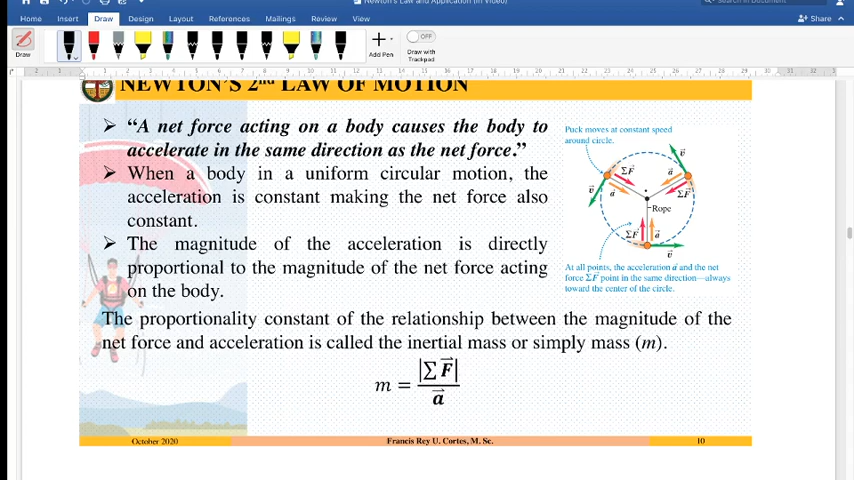 Newton's Law and Application (in Video)
Search in Document
Home Insert Draw Design Layout References Mailings Review View
Share
Draw
Add Pen
OFF
Draw with
Trackpad
NEWTON'S 2nd LAW OF MOTION
➢ “A net force acting on a body causes the body to
accelerate in the same direction as the net force.”
➢ When a body in a uniform circular motion, the
acceleration is constant making the net force also
constant.
➢ The magnitude of the acceleration is directly
proportional to the magnitude of the net force acting
on the body.
Puck moves at constant speed
around circle.
v⃗
ΣF⃗ a⃗
v⃗ a⃗ ΣF⃗
Rope
ΣF⃗ a⃗
v⃗
At all points, the acceleration a⃗ and the net
force ΣF⃗ point in the same direction—always
toward the center of the circle.
The proportionality constant of the relationship between the magnitude of the
net force and acceleration is called the inertial mass or simply mass (m).
m = |ΣF⃗| / a⃗
October 2020 Francis Rey U. Cortes, M. Sc. 10